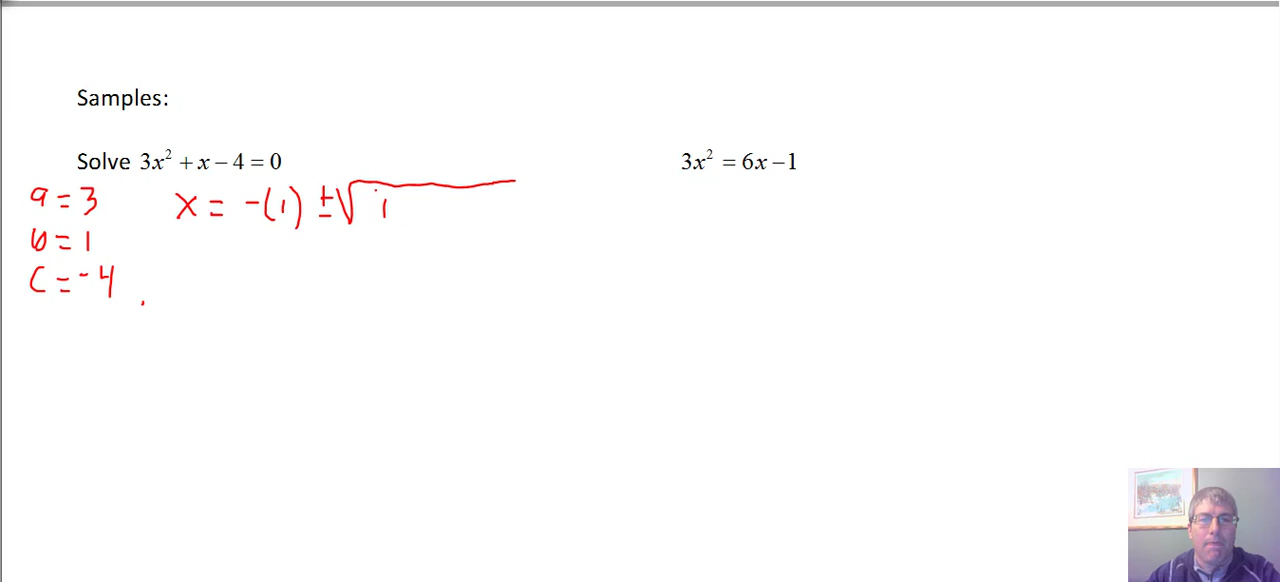 Samples:
Solve 3x² + x − 4 = 0
3x² = 6x − 1
a = 3
x = -(1) ±√1
b = 1
c = -4